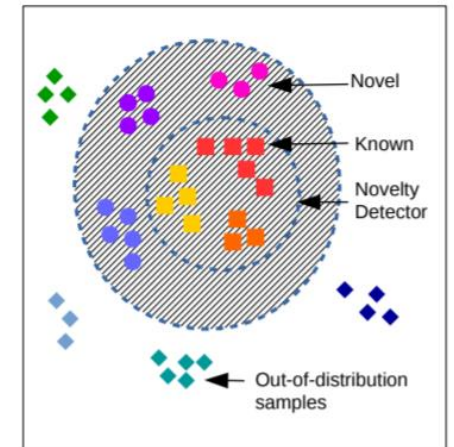 Novel
Known
Novelty
Detector
Out-of-distribution
samples